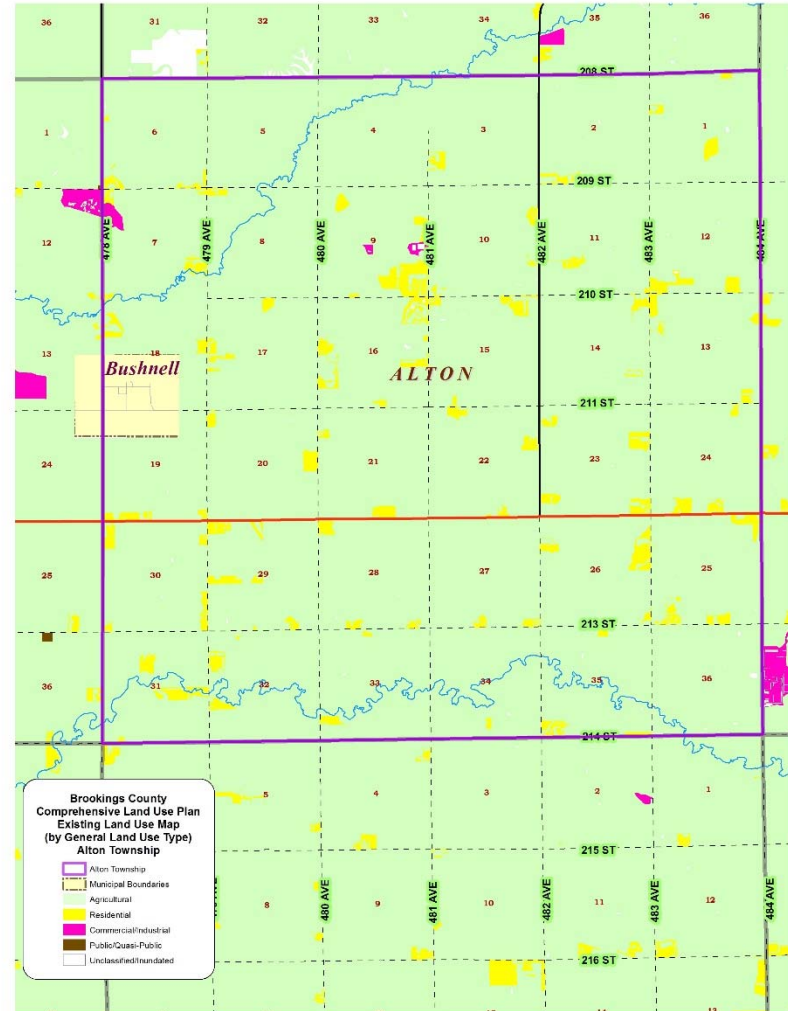 36 31 32 33 34 35 36
208 ST
1 6 5 4 3 2 1
209 ST
478 AVE 479 AVE 480 AVE 481 AVE 482 AVE 483 AVE 484 AVE
12 7 8 9 10 11 12
210 ST
13 18 17 16 15 14 13
Bushnell
ALTON
211 ST
24 19 20 21 22 23 24
25 30 29 28 27 26 25
213 ST
36 31 32 33 34 35 36
214 ST
5 4 3 2 1
215 ST
8 9 10 11 12
480 AVE 481 AVE 482 AVE 483 AVE 484 AVE
216 ST
Brookings County
Comprehensive Land Use Plan
Existing Land Use Map
(by General Land Use Type)
Alton Township
Alton Township
Municipal Boundaries
Agricultural
Residential
Commercial/Industrial
Public/Quasi-Public
Unclassified/Inundated